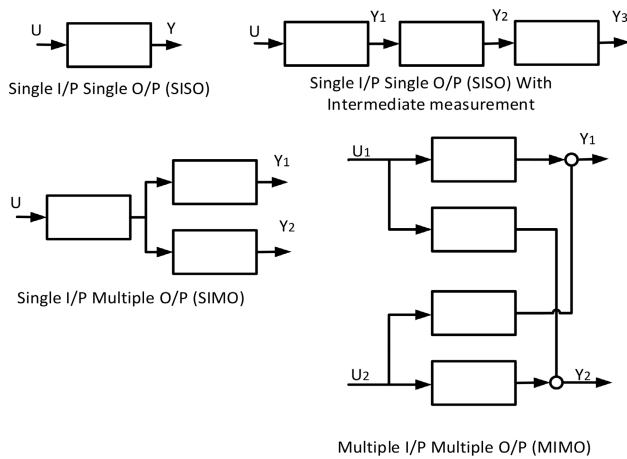 U
Y
Single I/P Single O/P (SISO)
U
Y1
Y2
Y3
Single I/P Single O/P (SISO) With
Intermediate measurement
U
Y1
Y2
Single I/P Multiple O/P (SIMO)
U1
Y1
U2
Y2
Multiple I/P Multiple O/P (MIMO)